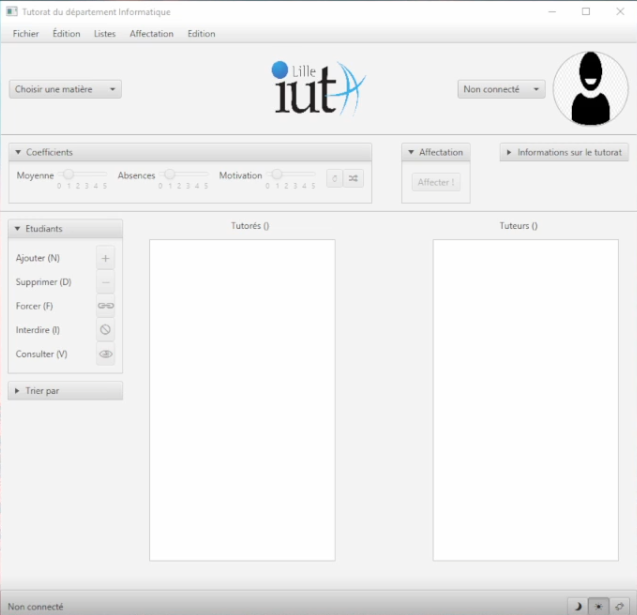 Tutorat du département Informatique
Fichier Édition Listes Affectation Edition
Choisir une matière
Lille
iut
Non connecté
Coefficients
Affectation
Informations sur le tutorat
Moyenne
0 1 2 3 4 5
Absences
0 1 2 3 4 5
Motivation
0 1 2 3 4 5
Affecter !
Etudiants
Tutorés ()
Tuteurs ()
Ajouter (N)
Supprimer (D)
Forcer (F)
Interdire (I)
Consulter (V)
Trier par
Non connecté